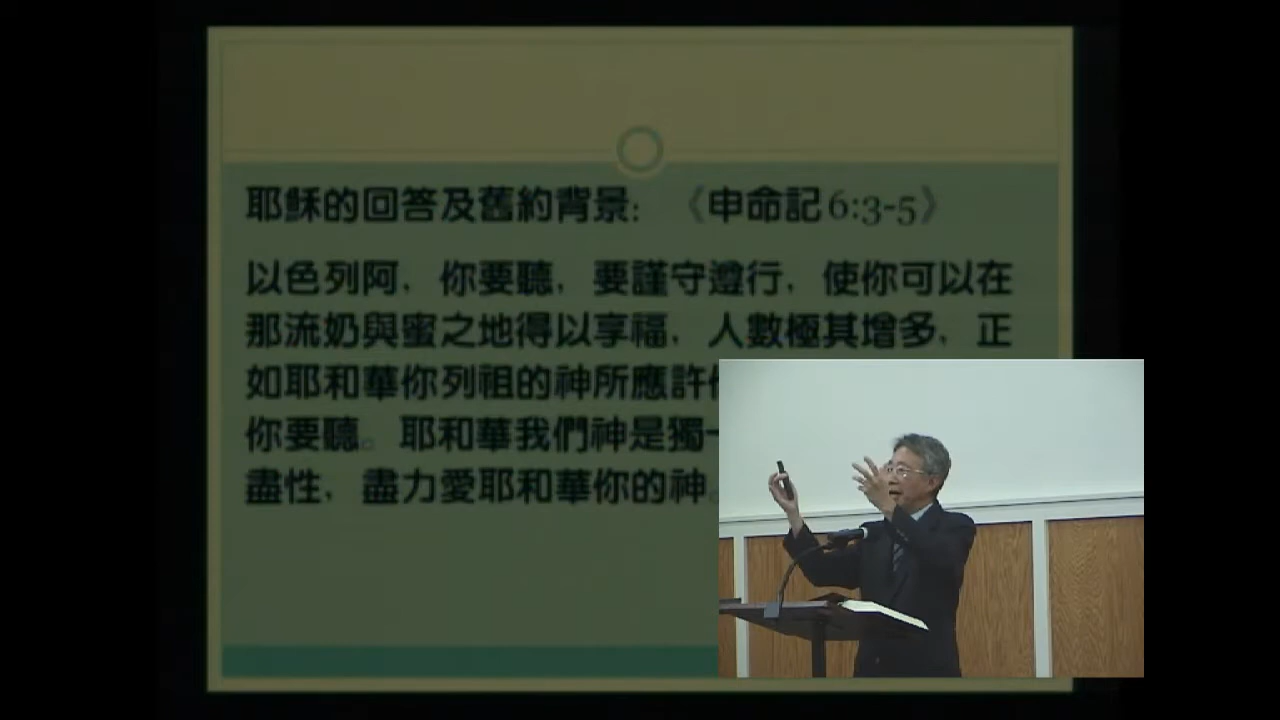 耶穌的回答及舊約背景：《申命記6:3-5》
以色列阿，你要聽，要謹守遵行，使你可以在
那流奶與蜜之地得以享福，人數極其增多，正
如耶和華你列祖的神所應許
你要聽。耶和華我們神是獨一
盡性，盡力愛耶和華你的神。